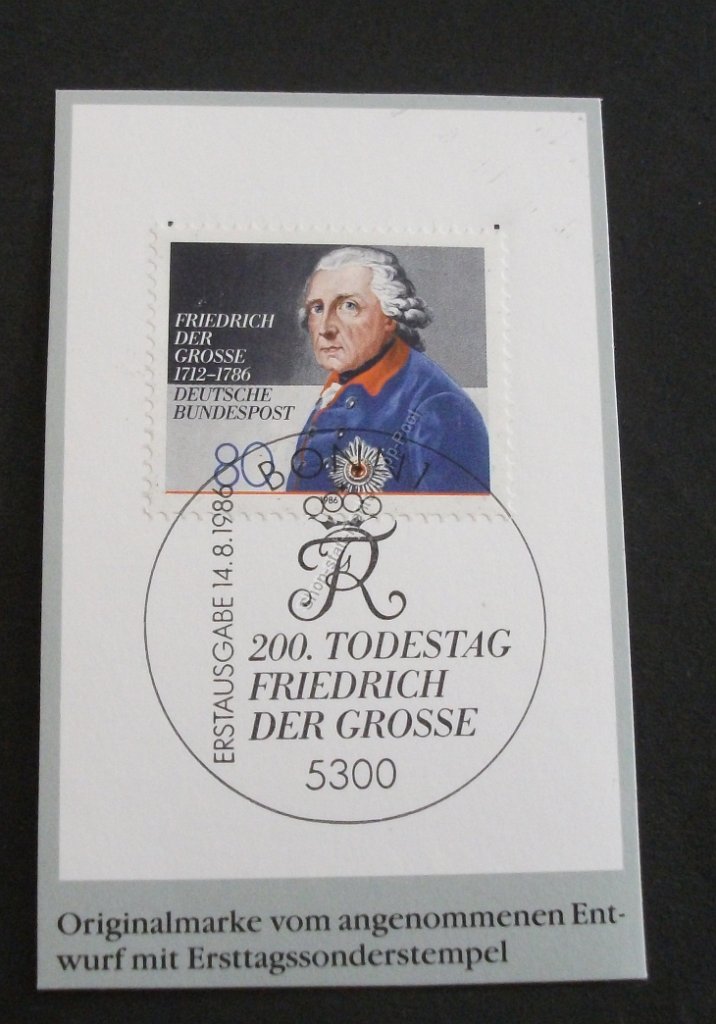 FRIEDRICH
DER
GROSSE
1712–1786
DEUTSCHE
BUNDESPOST
80
BONN 1
1986
ERSTAUSGABE 14.8.1986
200. TODESTAG
FRIEDRICH
DER GROSSE
5300
Originalmarke vom angenommenen Ent-
wurf mit Ersttagssonderstempel